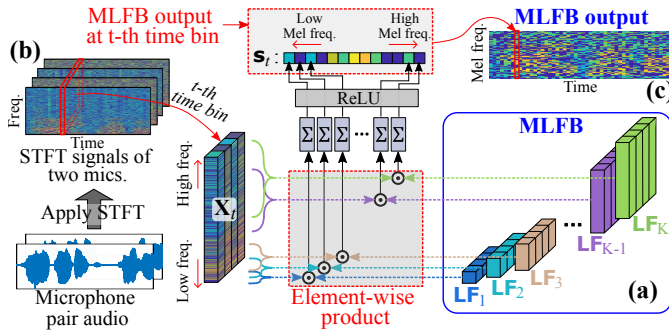 MLFB output
at t-th time bin
Low
Mel freq.
High
Mel freq.
s_t :
MLFB output
Mel freq.
Time
(c)
(b)
Freq.
Time
t-th
time bin
STFT signals of
two mics.
Apply STFT
Microphone
pair audio
High freq.
X_t
Low freq.
ReLU
Σ Σ Σ ... Σ Σ
Element-wise
product
MLFB
LF_1
LF_2
LF_3
...
LF_{K-1}
LF_K
(a)